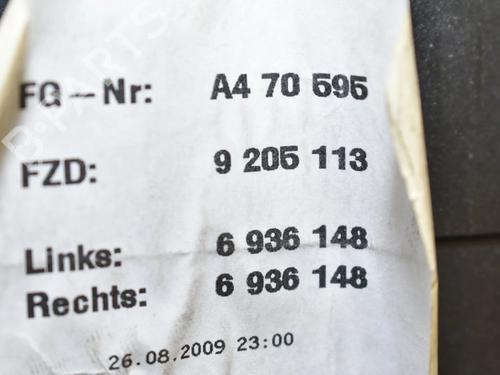 FG-Nr: A4 70 595
FZD: 9 205 113
Links: 6 936 148
Rechts: 6 936 148
26.08.2009 23:00